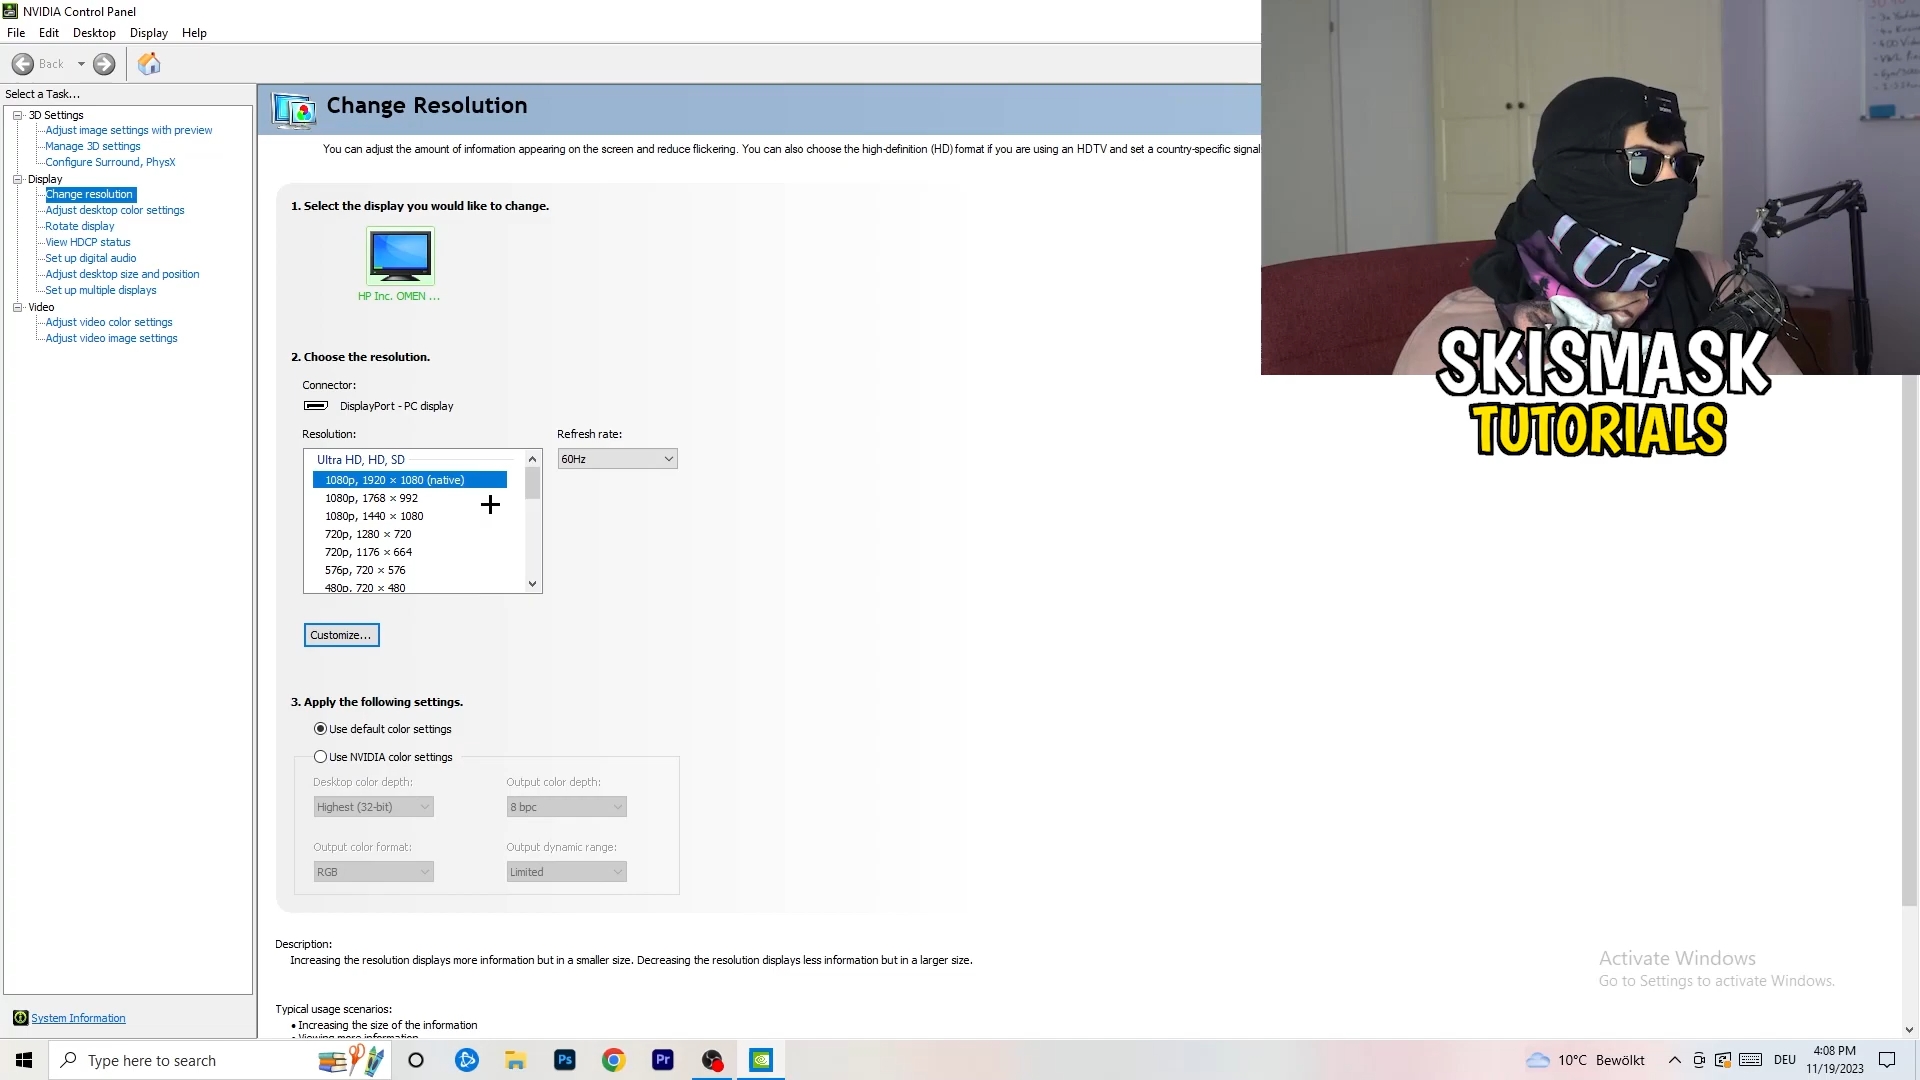 NVIDIA Control Panel
File Edit Desktop Display Help
Back
Select a Task...
3D Settings
Adjust image settings with preview
Manage 3D settings
Configure Surround, PhysX
Display
Change resolution
Adjust desktop color settings
Rotate display
View HDCP status
Set up digital audio
Adjust desktop size and position
Set up multiple displays
Video
Adjust video color settings
Adjust video image settings
System Information
Change Resolution
You can adjust the amount of information appearing on the screen and reduce flickering. You can also choose the high-definition (HD) format if you are using an HDTV and set a country-specific signal
1. Select the display you would like to change.
HP Inc. OMEN ...
2. Choose the resolution.
Connector:
DisplayPort - PC display
Resolution:
Refresh rate:
Ultra HD, HD, SD
60Hz
1080p, 1920 × 1080 (native)
1080p, 1768 × 992
1080p, 1440 × 1080
720p, 1280 × 720
720p, 1176 × 664
576p, 720 × 576
480p, 720 × 480
Customize...
3. Apply the following settings.
Use default color settings
Use NVIDIA color settings
Desktop color depth:
Output color depth:
Highest (32-bit)
8 bpc
Output color format:
Output dynamic range:
RGB
Limited
Description:
Increasing the resolution displays more information but in a smaller size. Decreasing the resolution displays less information but in a larger size.
Typical usage scenarios:
• Increasing the size of the information
• Viewing more information
SKISMASK
TUTORIALS
Activate Windows
Go to Settings to activate Windows.
Type here to search
Ps
Pr
10°C Bewölkt
DEU
4:08 PM
11/19/2023